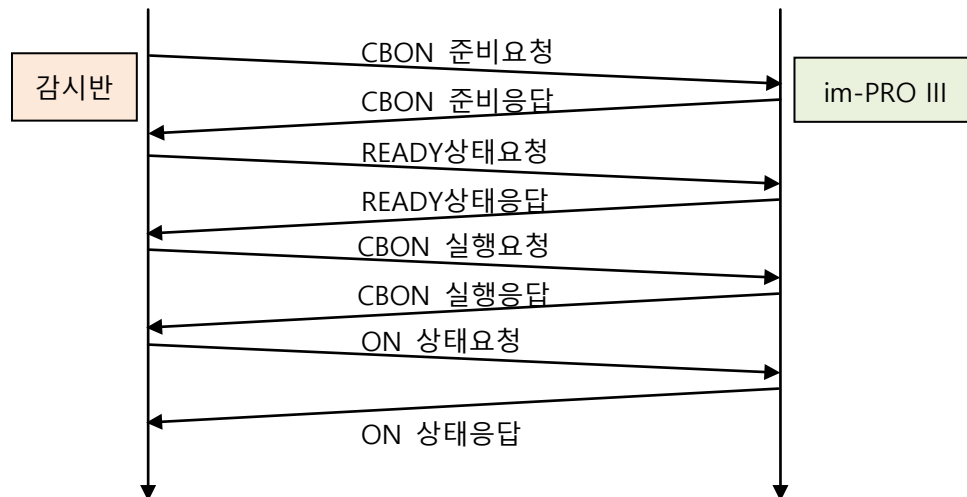 CBON 준비요청
감시반
im-PRO III
CBON 준비응답
READY상태요청
READY상태응답
CBON 실행요청
CBON 실행응답
ON 상태요청
ON 상태응답